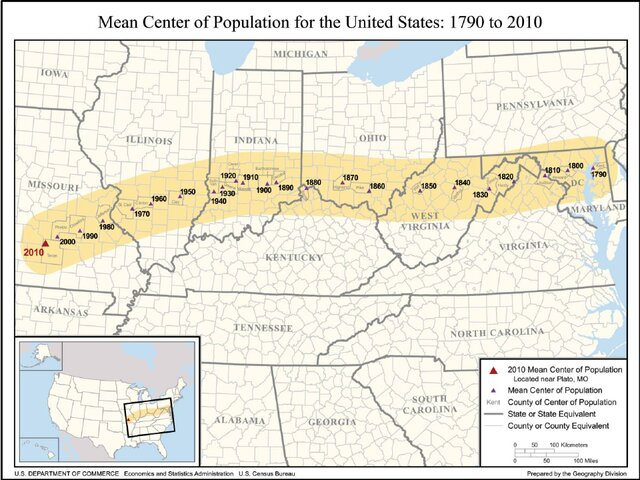 Mean Center of Population for the United States: 1790 to 2010
MICHIGAN
IOWA
PENNSYLVANIA
ILLINOIS
INDIANA
OHIO
MISSOURI
1950
1960
1970
1980
1990
2000
2010
1920
1910
1930
1940
1900
1890
1880
1870
1860
1850
1840
1830
1820
1810
1800
1790
DC
MARYLAND
WEST
VIRGINIA
VIRGINIA
KENTUCKY
ARKANSAS
TENNESSEE
NORTH CAROLINA
SOUTH
CAROLINA
ALABAMA
GEORGIA
2010 Mean Center of Population
Located near Plato, MO
Mean Center of Population
Kent County of Center of Population
State or State Equivalent
County or County Equivalent
0 50 100 Kilometers
0 50 100 Miles
U.S. DEPARTMENT OF COMMERCE Economics and Statistics Administration U.S. Census Bureau
Prepared by the Geography Division